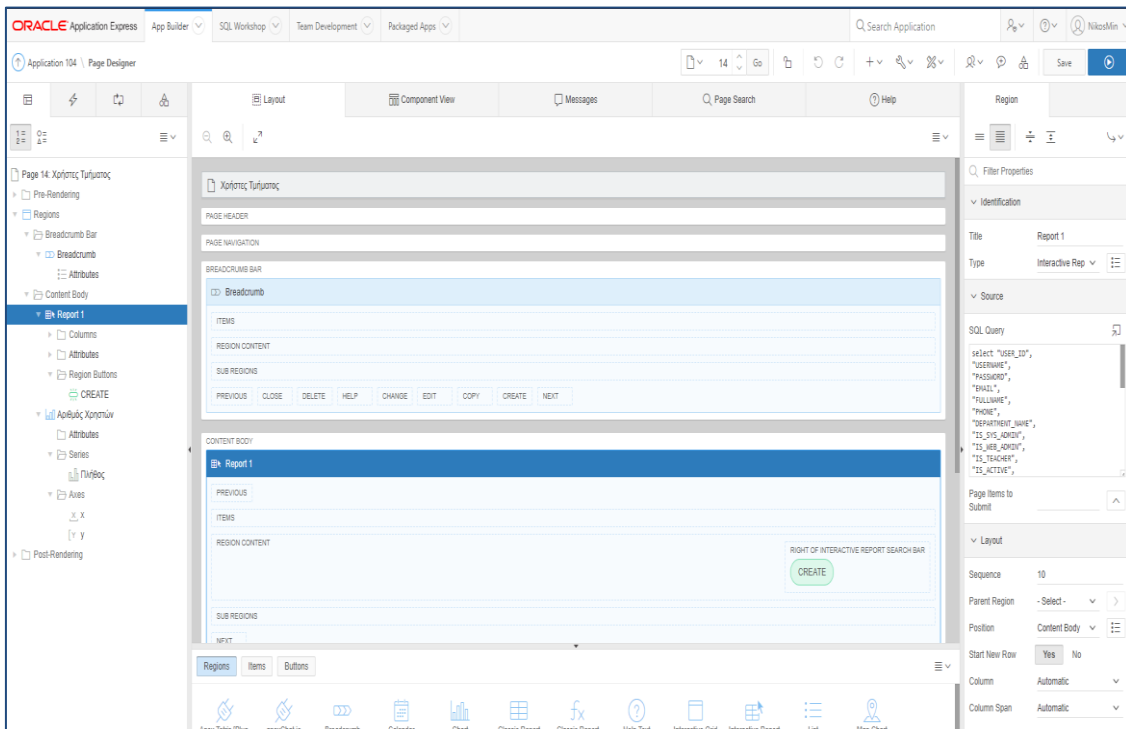 ORACLE Application Express App Builder SQL Workshop Team Development Packaged Apps Search Application NikosMin
Application 104 \ Page Designer 14 Go Save
Layout Component View Messages Page Search Help Region
Page 14: Χρήστες Τμήματος
Pre-Rendering
Regions
Breadcrumb Bar
Breadcrumb
Attributes
Content Body
Report 1
Columns
Attributes
Region Buttons
CREATE
Αριθμός Χρηστών
Attributes
Series
Πλήθος
Axes
x
y
Post-Rendering
Χρήστες Τμήματος
PAGE HEADER
PAGE NAVIGATION
BREADCRUMB BAR
Breadcrumb
ITEMS
REGION CONTENT
SUB REGIONS
PREVIOUS CLOSE DELETE HELP CHANGE EDIT COPY CREATE NEXT
CONTENT BODY
Report 1
PREVIOUS
ITEMS
REGION CONTENT
RIGHT OF INTERACTIVE REPORT SEARCH BAR
CREATE
SUB REGIONS
NEXT
Regions Items Buttons
Breadcrumb Calendar Chart Classic Report Classic Report Help Text Interactive Grid Interactive Report List Map Chart
Filter Properties
Identification
Title Report 1
Type Interactive Rep
Source
SQL Query
select "USER_ID",
"USERNAME",
"PASSWORD",
"EMAIL",
"FULLNAME",
"PHONE",
"DEPARTMENT_NAME",
"IS_SYS_ADMIN",
"IS_WEB_ADMIN",
"IS_TEACHER",
"IS_ACTIVE",
Page Items to
Submit
Layout
Sequence 10
Parent Region - Select -
Position Content Body
Start New Row Yes No
Column Automatic
Column Span Automatic